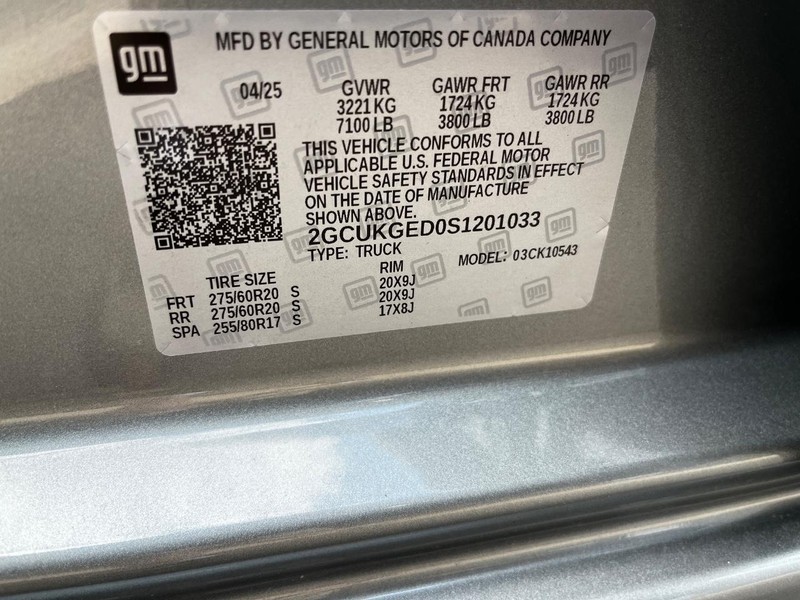 gm MFD BY GENERAL MOTORS OF CANADA COMPANY
04/25 GVWR GAWR FRT GAWR RR
3221 KG 1724 KG 1724 KG
7100 LB 3800 LB 3800 LB
THIS VEHICLE CONFORMS TO ALL
APPLICABLE U.S. FEDERAL MOTOR
VEHICLE SAFETY STANDARDS IN EFFECT
ON THE DATE OF MANUFACTURE
SHOWN ABOVE.
2GCUKGED0S1201033
TYPE: TRUCK MODEL: 03CK10543
TIRE SIZE RIM
FRT 275/60R20 S 20X9J
RR 275/60R20 S 20X9J
SPA 255/80R17 S 17X8J